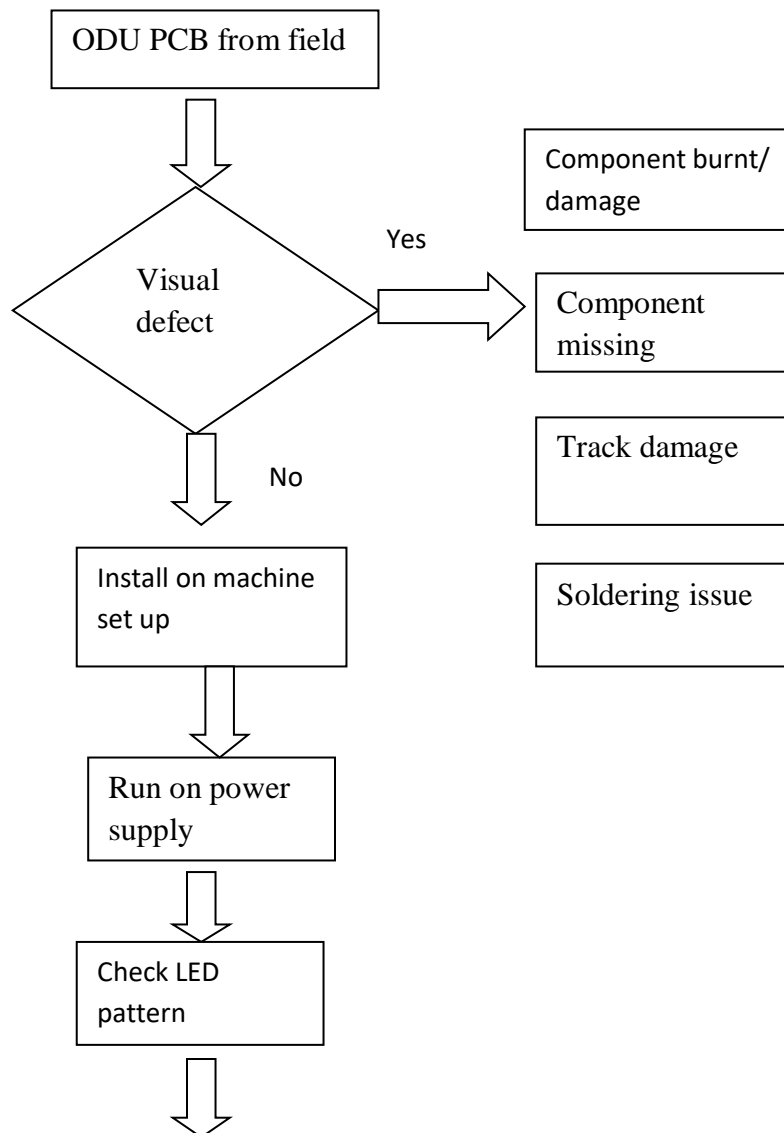 ODU PCB from field
Component burnt/
damage
Yes
Visual
defect
Component
missing
Track damage
No
Install on machine
set up
Soldering issue
Run on power
supply
Check LED
pattern